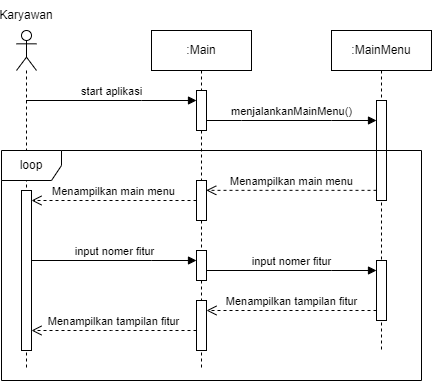 Karyawan
:Main
:MainMenu
start aplikasi
menjalankanMainMenu()
loop
Menampilkan main menu
Menampilkan main menu
input nomer fitur
input nomer fitur
Menampilkan tampilan fitur
Menampilkan tampilan fitur